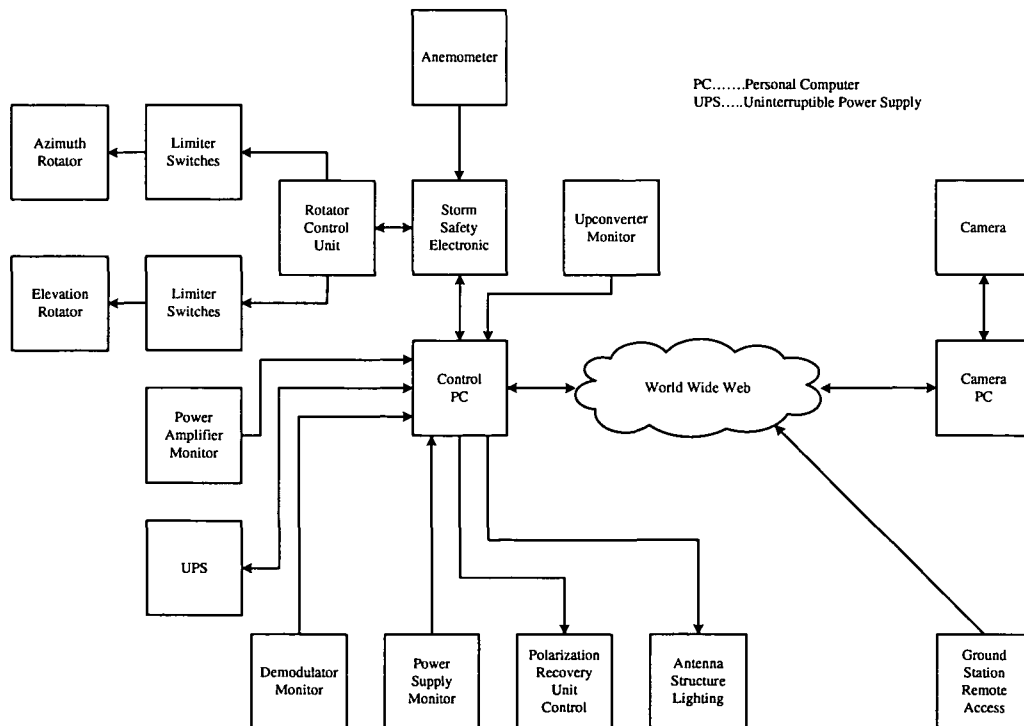 Anemometer
PC.......Personal Computer
UPS.....Uninterruptible Power Supply
Azimuth
Rotator
Limiter
Switches
Rotator
Control
Unit
Storm
Safety
Electronic
Upconverter
Monitor
Camera
Elevation
Rotator
Limiter
Switches
Control
PC
World Wide Web
Camera
PC
Power
Amplifier
Monitor
UPS
Demodulator
Monitor
Power
Supply
Monitor
Polarization
Recovery
Unit
Control
Antenna
Structure
Lighting
Ground
Station
Remote
Access